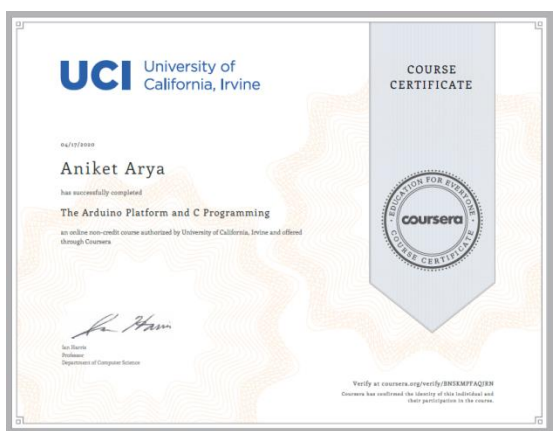 UCI University of
California, Irvine
COURSE
CERTIFICATE
04/17/2020
Aniket Arya
has successfully completed
The Arduino Platform and C Programming
an online non-credit course authorized by University of California, Irvine and offered
through Coursera
EDUCATION FOR EVERYONE
coursera
COURSE CERTIFICATE
Ian Harris
Professor
Department of Computer Science
Verify at coursera.org/verify/BNSKMPFAQJRN
Coursera has confirmed the identity of this individual and
their participation in the course.